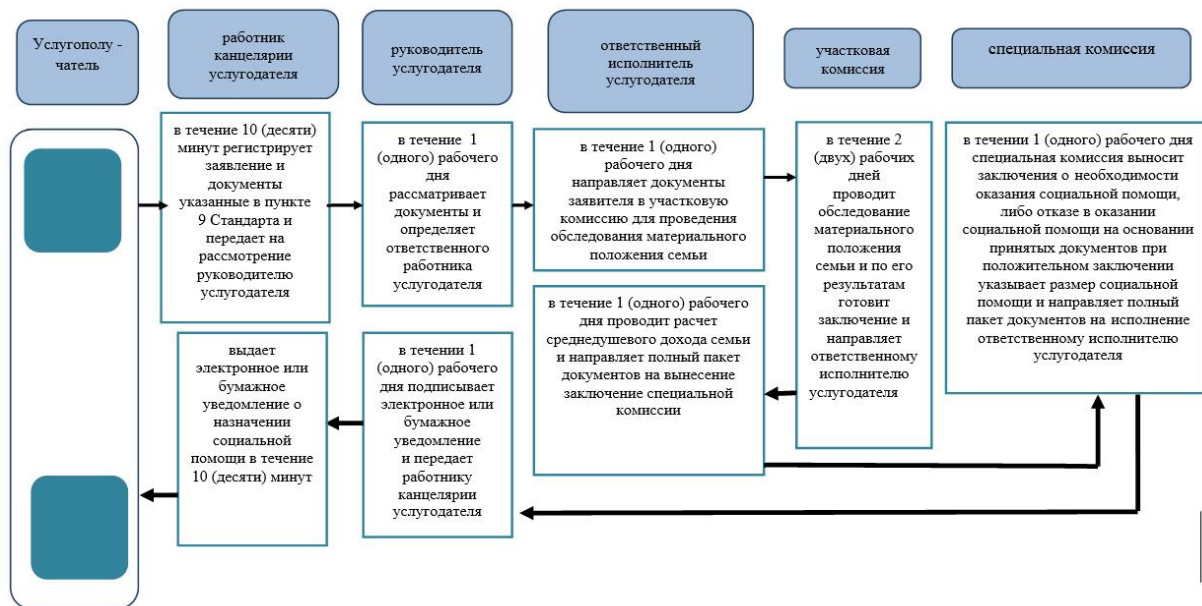 Услугополу -
чатель
работник
канцелярии
услугодателя
руководитель
услугодателя
ответственный
исполнитель
услугодателя
участковая
комиссия
специальная комиссия
в течение 10 (десяти)
минут регистрирует
заявление и
документы
указанные в пункте
9 Стандарта и
передает на
рассмотрение
руководителю
услугодателя
в течение 1
(одного) рабочего
дня
рассматривает
документы и
определяет
ответственного
работника
услугодателя
в течение 1 (одного)
рабочего дня
направляет документы
заявителя в участковую
комиссию для проведения
обследования материального
положения семьи
в течение 2
(двух) рабочих
дней
проводит
обследование
материального
положения
семьи и по его
результатам
готовит
заключение и
направляет
ответственному
исполнителю
услугодателя
в течении 1 (одного) рабочего дня
специальная комиссия выносит
заключения о необходимости
оказания социальной помощи,
либо отказе в оказании
социальной помощи на основании
принятых документов при
положительном заключении
указывает размер социальной
помощи и направляет полный
пакет документов на исполнение
ответственному исполнителю
услугодателя
в течение 1 (одного) рабочего
дня проводит расчет
среднедушевого дохода семьи
и направляет полный пакет
документов на вынесение
заключение специальной
комиссии
в течении 1
(одного) рабочего
дня подписывает
электронное или
бумажное
уведомление
и передает
работнику
канцелярии
услугодателя
выдает
электронное или
бумажное
уведомление о
назначении
социальной
помощи в течение
10 (десяти) минут